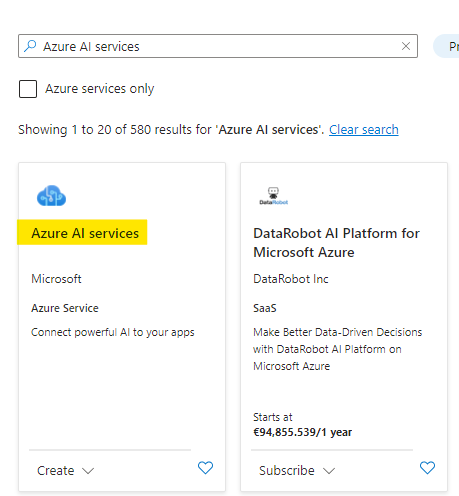 Azure AI services
Pr
Azure services only
Showing 1 to 20 of 580 results for 'Azure AI services'. Clear search
Azure AI services
Microsoft
Azure Service
Connect powerful AI to your apps
Create
DataRobot
DataRobot AI Platform for
Microsoft Azure
DataRobot Inc
SaaS
Make Better Data-Driven Decisions
with DataRobot AI Platform on
Microsoft Azure
Starts at
€94,855.539/1 year
Subscribe